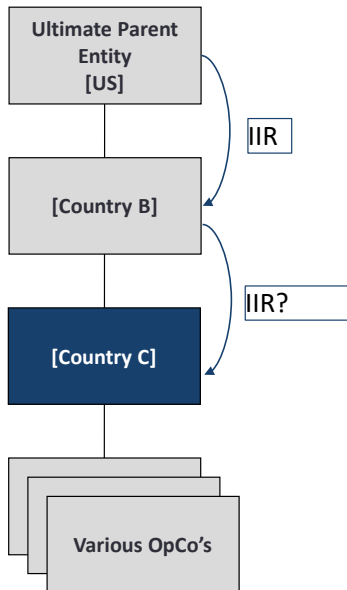 Ultimate Parent
Entity
[US]
IIR
[Country B]
IIR?
[Country C]
Various OpCo's